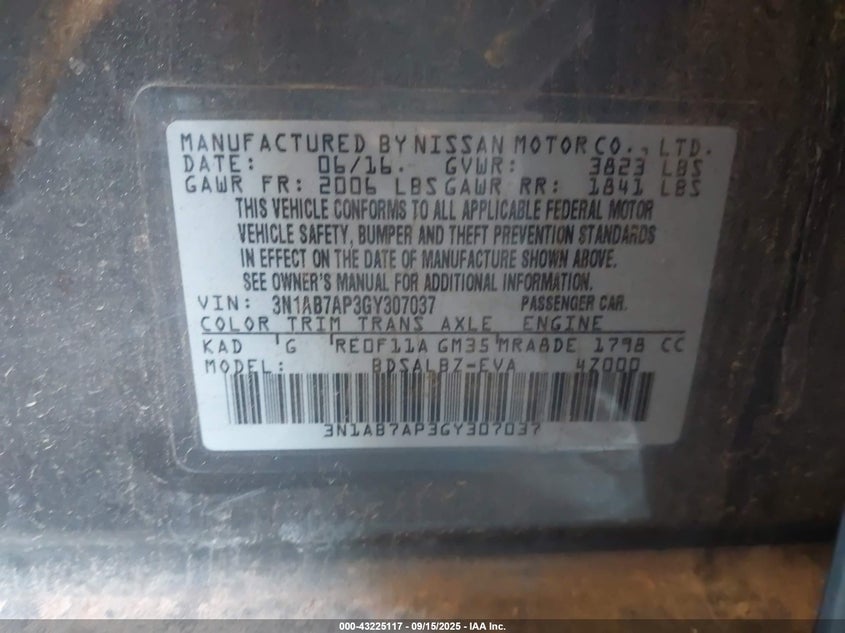 MANUFACTURED BY NISSAN MOTOR CO., LTD.
DATE: 06/16. GVWR: 3823 LBS
GAWR FR: 2006 LBS GAWR RR: 1841 LBS
THIS VEHICLE CONFORMS TO ALL APPLICABLE FEDERAL MOTOR
VEHICLE SAFETY, BUMPER AND THEFT PREVENTION STANDARDS
IN EFFECT ON THE DATE OF MANUFACTURE SHOWN ABOVE.
SEE OWNER'S MANUAL FOR ADDITIONAL INFORMATION.
VIN: 3N1AB7AP3GY307037 PASSENGER CAR.
COLOR TRIM TRANS AXLE ENGINE
KAD G RE0F11A GM35 MRA8DE 1798 CC
MODEL: BDSALBZ-EVA 4Z000
3N1AB7AP3GY307037
000-43225117 - 09/15/2025 - IAA Inc.